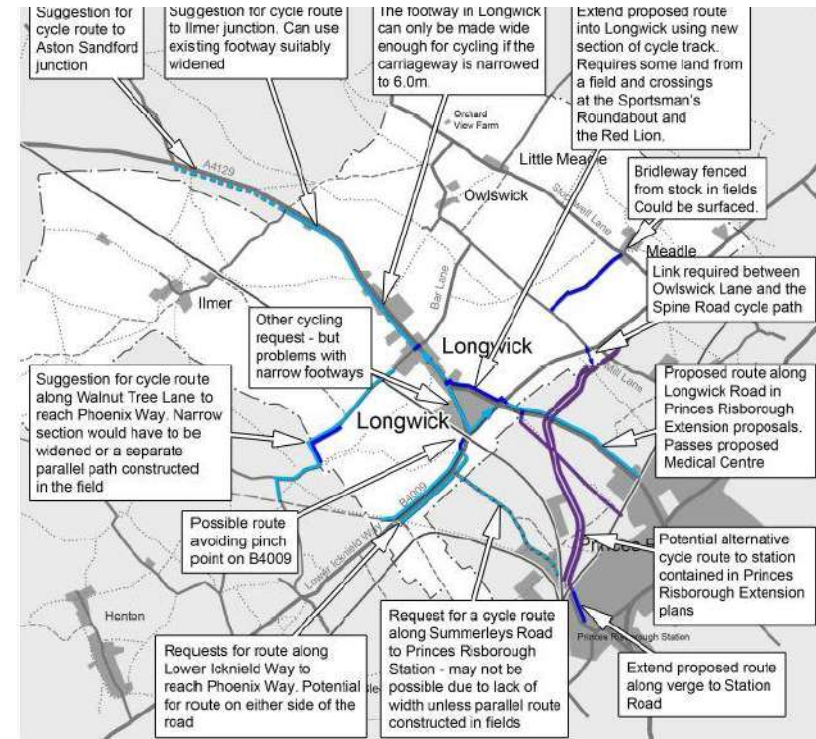 Suggestion for
cycle route to
Aston Sandford
junction
Suggestion for cycle route
to Ilmer junction. Can use
existing footway suitably
widened
The footway in Longwick
can only be made wide
enough for cycling if the
carriageway is narrowed
to 6.0m.
Extend proposed route
into Longwick using new
section of cycle track.
Requires some land from
a field and crossings
at the Sportsman's
Roundabout and
the Red Lion.
Orchard
View Farm
Little Meadle
A4129
Owlswick
Stockwell Lane
Bridleway fenced
from stock in fields
Could be surfaced.
Meadle
Ilmer
Bar Lane
Link required between
Owlswick Lane and the
Spine Road cycle path
Other cycling
request - but
problems with
narrow footways
Longwick
Mill Lane
Suggestion for cycle route
along Walnut Tree Lane to
reach Phoenix Way. Narrow
section would have to be
widened or a separate
parallel path constructed
in the field
Longwick
Proposed route along
Longwick Road in
Princes Risborough
Extension proposals.
Passes proposed
Medical Centre
B4009
Possible route
avoiding pinch
point on B4009
Lower Icknield Way
Princes
Potential alternative
cycle route to station
contained in Princes
Risborough Extension
plans
Henton
Requests for route along
Lower Icknield Way to
reach Phoenix Way. Potential
for route on either side of the
road
Request for a cycle route
along Summerleys Road
to Princes Risborough
Station - may not be
possible due to lack of
width unless parallel route
constructed in fields
Princes Risborough Station
Extend proposed route
along verge to Station
Road